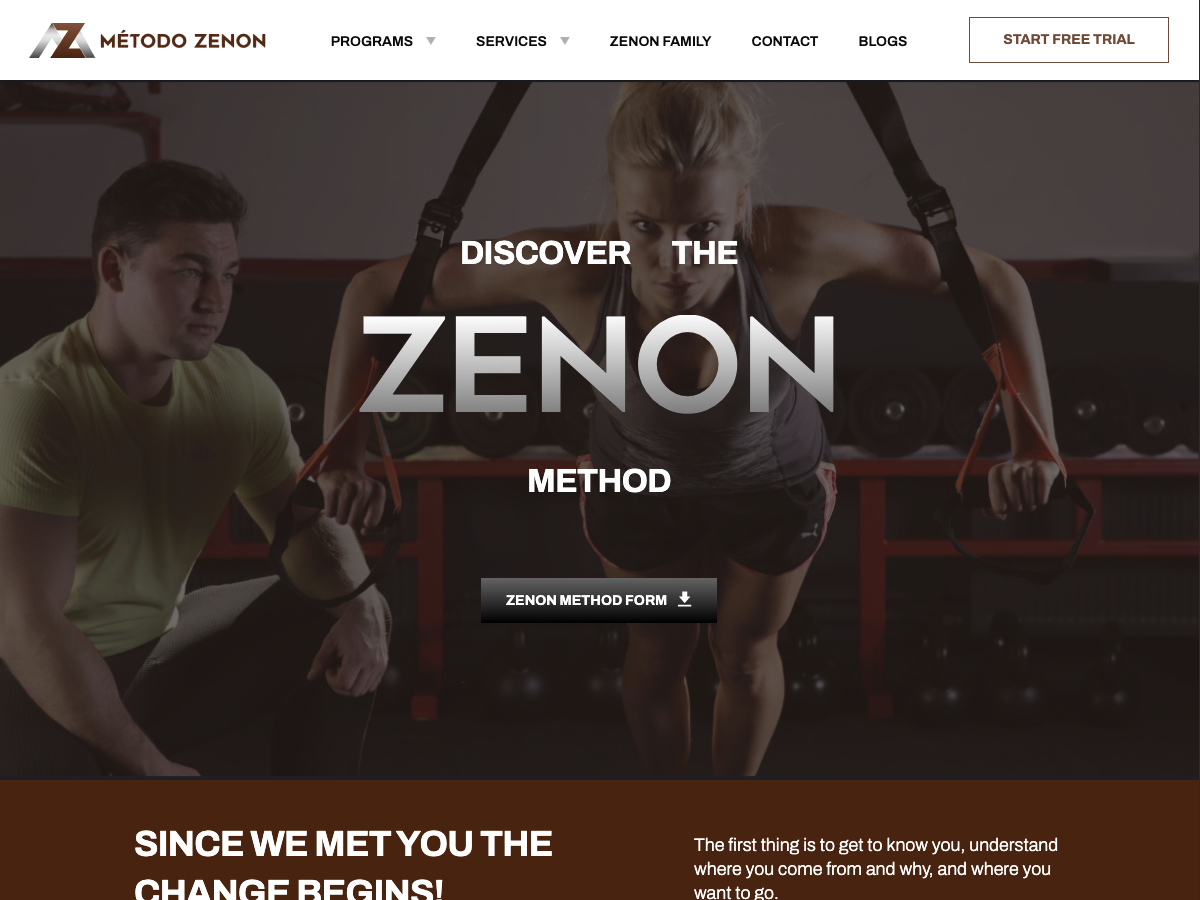 MÉTODO ZENON
PROGRAMS
SERVICES
ZENON FAMILY
CONTACT
BLOGS
START FREE TRIAL
DISCOVER THE
ZENON
METHOD
ZENON METHOD FORM
SINCE WE MET YOU THE
CHANGE BEGINS!
The first thing is to get to know you, understand
where you come from and why, and where you
want to go.